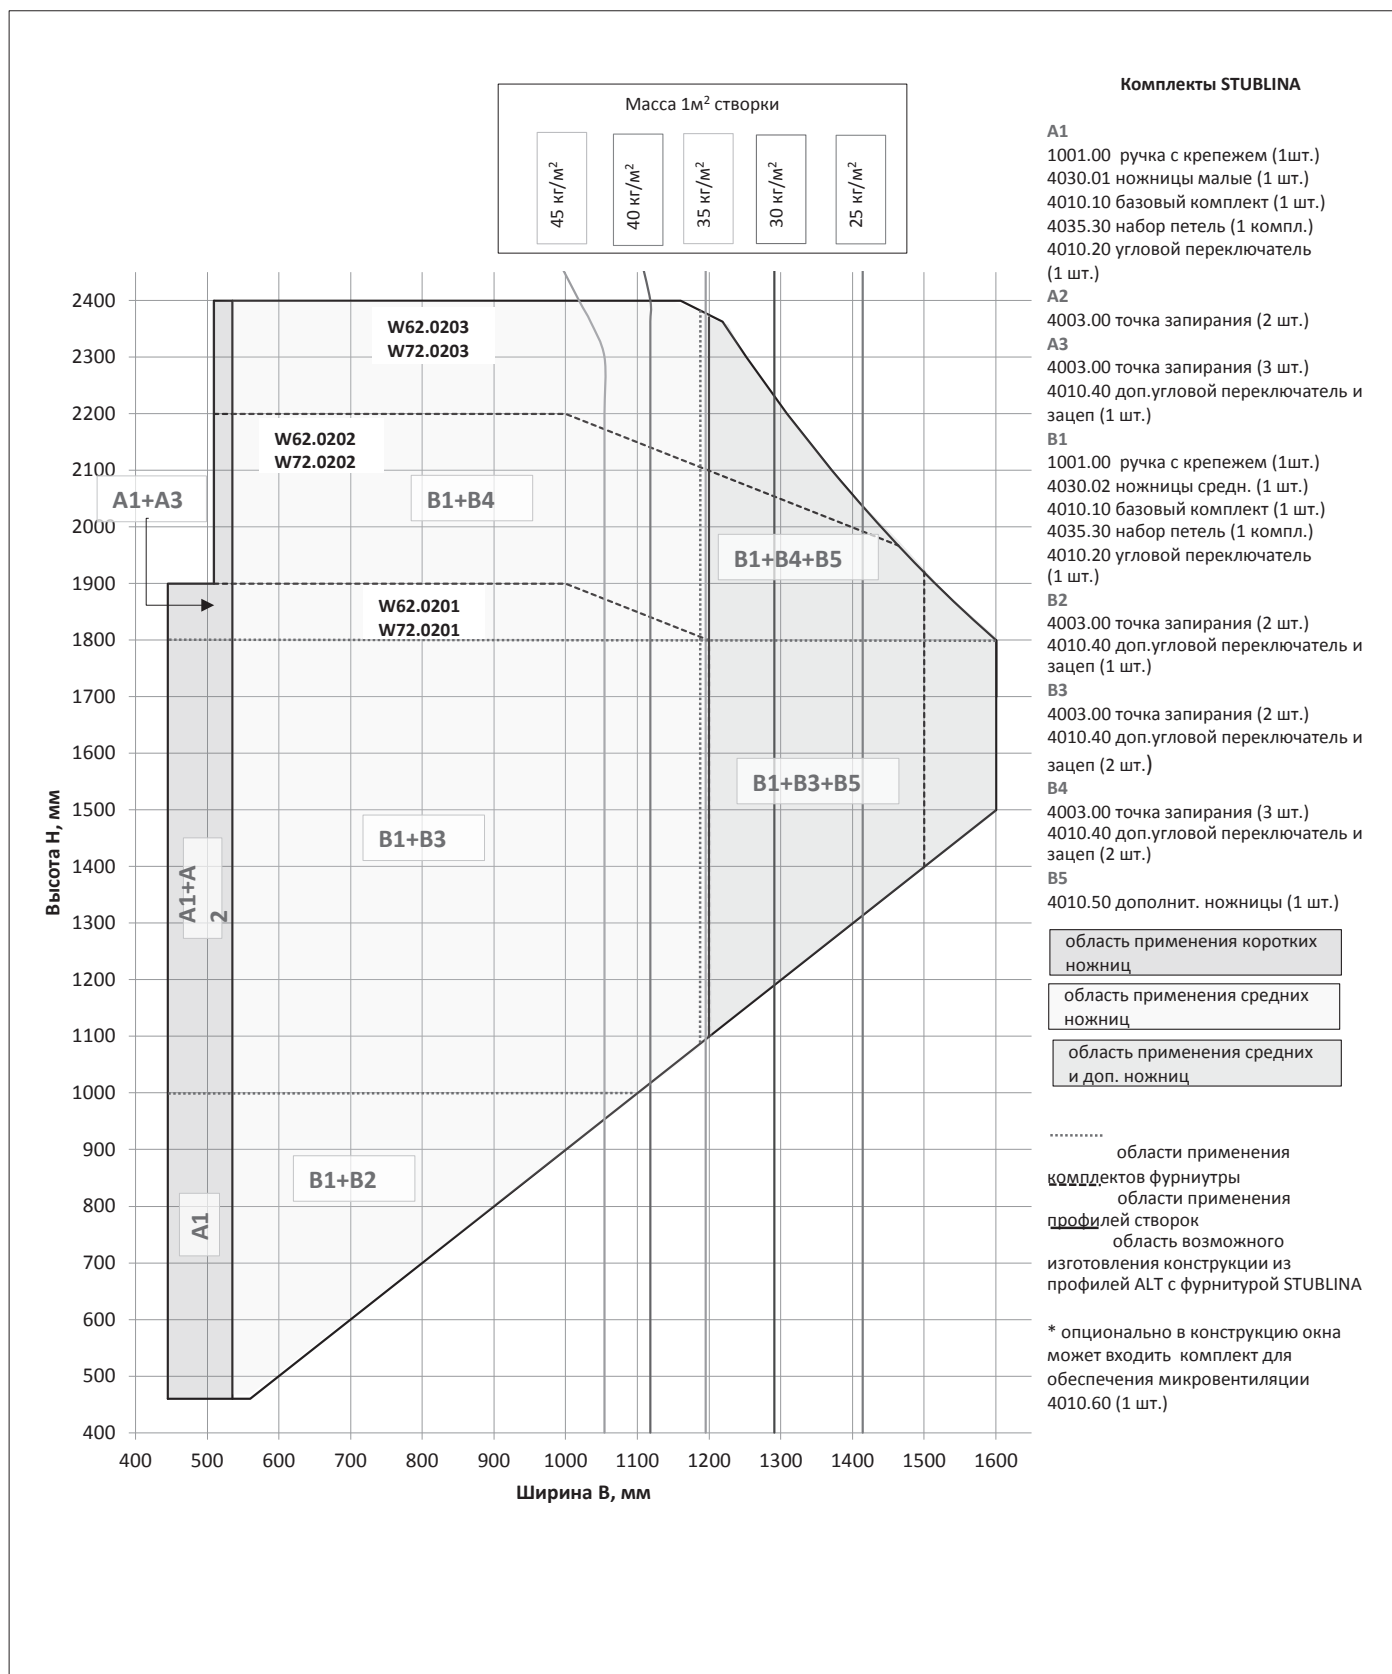 Масса 1м² створки
45 кг/м²
40 кг/м²
35 кг/м²
30 кг/м²
25 кг/м²
2400
2300
2200
2100
2000
1900
1800
1700
1600
1500
1400
1300
1200
1100
1000
900
800
700
600
500
400
Высота H, мм
400 500 600 700 800 900 1000 1100 1200 1300 1400 1500 1600
Ширина B, мм
W62.0203
W72.0203
W62.0202
W72.0202
A1+A3
B1+B4
B1+B4+B5
W62.0201
W72.0201
B1+B3+B5
B1+B3
A1+A
2
B1+B2
A1
Комплекты STUBLINA
A1
1001.00 ручка с крепежем (1шт.)
4030.01 ножницы малые (1 шт.)
4010.10 базовый комплект (1 шт.)
4035.30 набор петель (1 компл.)
4010.20 угловой переключатель
(1 шт.)
A2
4003.00 точка запирания (2 шт.)
A3
4003.00 точка запирания (3 шт.)
4010.40 доп.угловой переключатель и
зацеп (1 шт.)
B1
1001.00 ручка с крепежем (1шт.)
4030.02 ножницы средн. (1 шт.)
4010.10 базовый комплект (1 шт.)
4035.30 набор петель (1 компл.)
4010.20 угловой переключатель
(1 шт.)
B2
4003.00 точка запирания (2 шт.)
4010.40 доп.угловой переключатель и
зацеп (1 шт.)
B3
4003.00 точка запирания (2 шт.)
4010.40 доп.угловой переключатель и
зацеп (2 шт.)
B4
4003.00 точка запирания (3 шт.)
4010.40 доп.угловой переключатель и
зацеп (2 шт.)
B5
4010.50 дополнит. ножницы (1 шт.)
область применения коротких
ножниц
область применения средних
ножниц
область применения средних
и доп. ножниц
области применения
комплектов фурниутры
области применения
профилей створок
область возможного
изготовления конструкции из
профилей ALT с фурнитурой STUBLINA
* опционально в конструкцию окна
может входить комплект для
обеспечения микровентиляции
4010.60 (1 шт.)